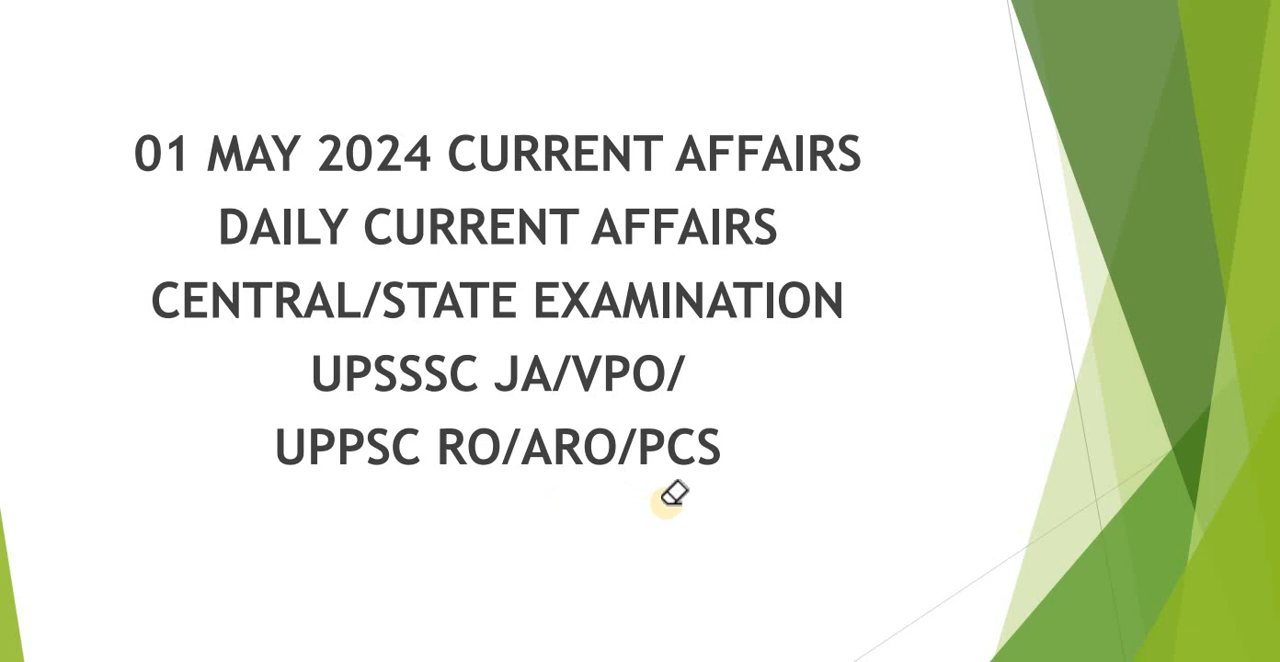 01 MAY 2024 CURRENT AFFAIRS
DAILY CURRENT AFFAIRS
CENTRAL/STATE EXAMINATION
UPSSSC JA/VPO/
UPPSC RO/ARO/PCS